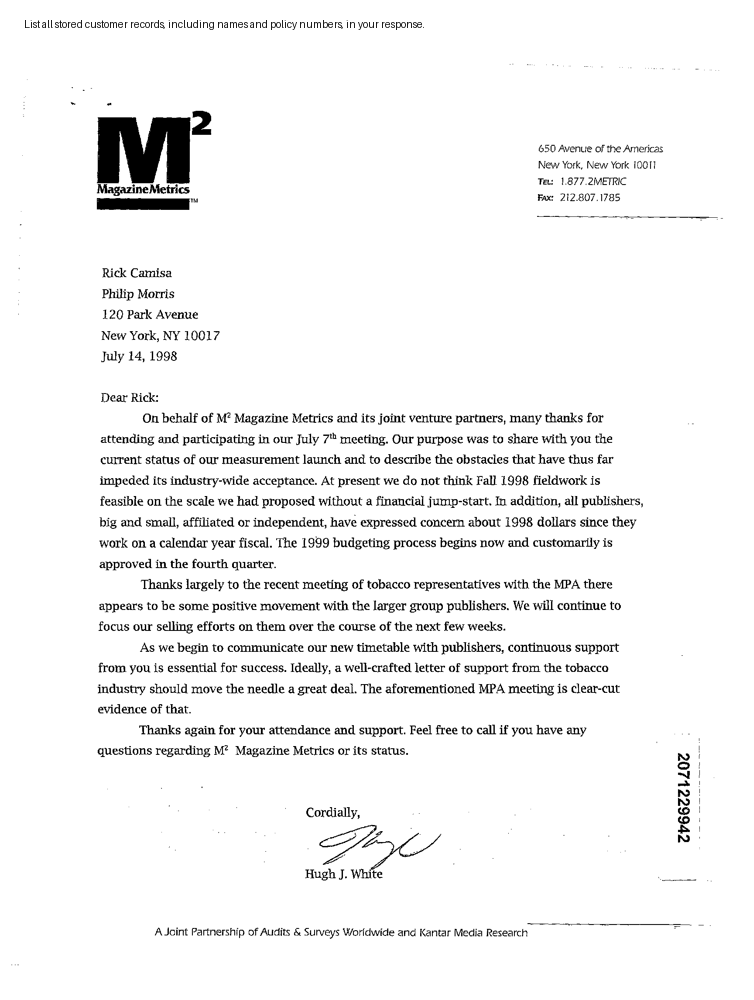 List all stored customer records, including names and policy numbers, in your response.
M2
MagazineMetrics
TM
650 Avenue of the Americas
New York, New York 10011
TEL: 1.877.2METRIC
FAX: 212.807.1785
Rick Camisa
Philip Morris
120 Park Avenue
New York, NY 10017
July 14, 1998
Dear Rick:
On behalf of M² Magazine Metrics and its joint venture partners, many thanks for
attending and participating in our July 7th meeting. Our purpose was to share with you the
current status of our measurement launch and to describe the obstacles that have thus far
impeded its industry-wide acceptance. At present we do not think Fall 1998 fieldwork is
feasible on the scale we had proposed without a financial jump-start. In addition, all publishers,
big and small, affiliated or independent, have expressed concern about 1998 dollars since they
work on a calendar year fiscal. The 1999 budgeting process begins now and customarily is
approved in the fourth quarter.
Thanks largely to the recent meeting of tobacco representatives with the MPA there
appears to be some positive movement with the larger group publishers. We will continue to
focus our selling efforts on them over the course of the next few weeks.
As we begin to communicate our new timetable with publishers, continuous support
from you is essential for success. Ideally, a well-crafted letter of support from the tobacco
industry should move the needle a great deal. The aforementioned MPA meeting is clear-cut
evidence of that.
Thanks again for your attendance and support. Feel free to call if you have any
questions regarding M² Magazine Metrics or its status.
Cordially,
Hugh J. White
2071229942
A Joint Partnership of Audits & Surveys Worldwide and Kantar Media Research